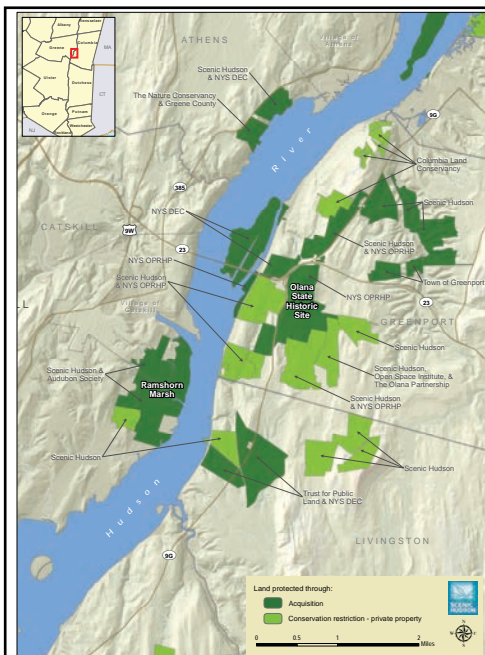 Albany
Rensselaer
Greene
Columbia
MA
Ulster
Dutchess
CT
Orange
Putnam
Westchester
NJ
Rockland
ATHENS
Village of
Athens
Scenic Hudson
& NYS DEC
The Nature Conservancy
& Greene County
River
9G
Columbia Land
Conservancy
385
Scenic Hudson
NYS DEC
CATSKILL
9W
23
Scenic Hudson
& NYS OPRHP
NYS OPRHP
Scenic Hudson
& NYS OPRHP
NYS OPRHP
Town of Greenport
Olana
State
Historic
Site
23
Village of
Catskill
LL
GREENPORT
Scenic Hudson
Scenic Hudson &
Audubon Society
Ramshorn
Marsh
Scenic Hudson,
Open Space Institute, &
The Olana Partnership
Scenic Hudson
& NYS OPRHP
Scenic Hudson
Scenic Hudson
Trust for Public
Land & NYS DEC
Hudson
LIVINGSTON
9G
Land protected through:
Acquisition
Conservation restriction - private property
SCENIC
HUDSON
0 0.5 1 2
Miles